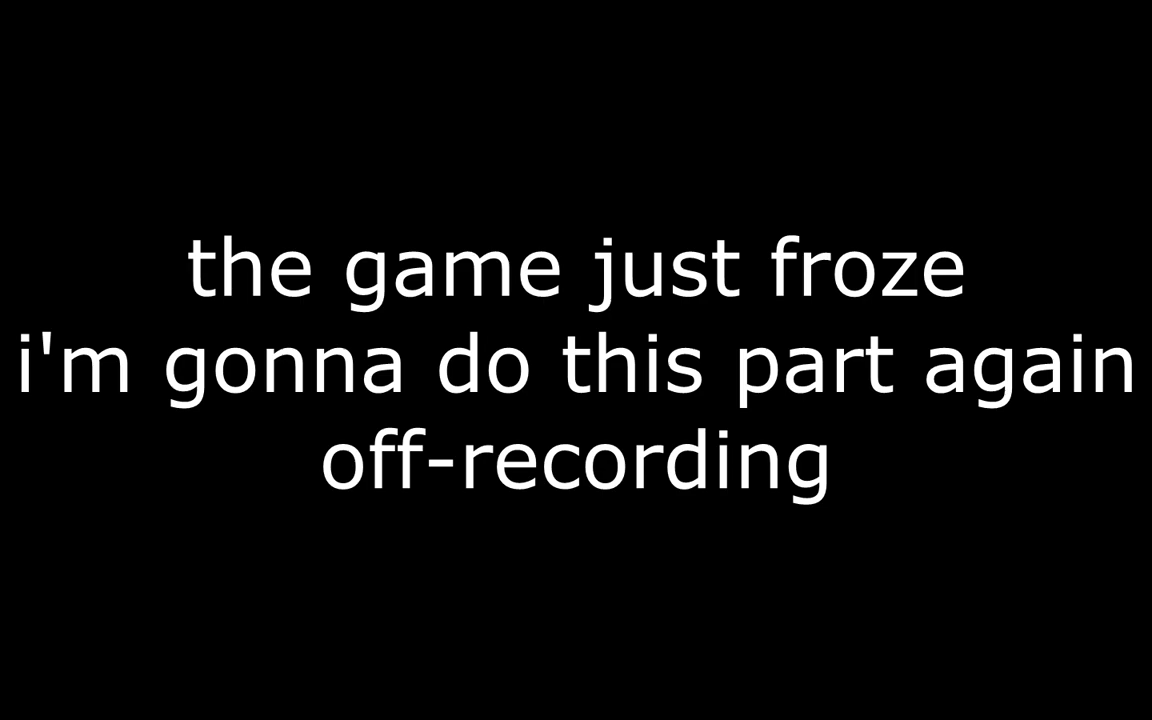 the game just froze
i'm gonna do this part again
off-recording